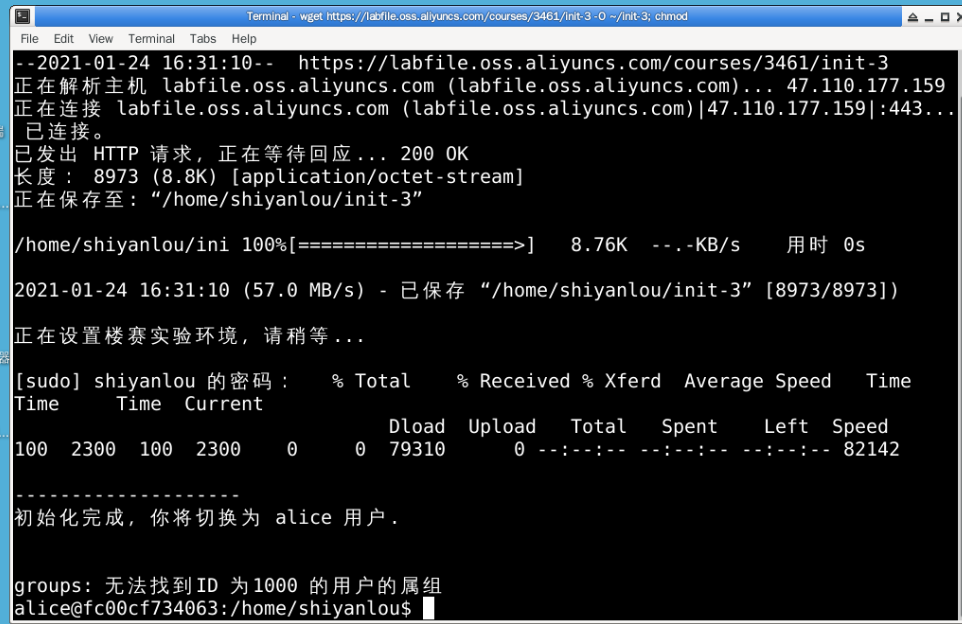 Terminal - wget https://labfile.oss.aliyuncs.com/courses/3461/init-3 -O ~/init-3; chmod
File Edit View Terminal Tabs Help
--2021-01-24 16:31:10-- https://labfile.oss.aliyuncs.com/courses/3461/init-3
正在解析主机 labfile.oss.aliyuncs.com (labfile.oss.aliyuncs.com)... 47.110.177.159
正在连接 labfile.oss.aliyuncs.com (labfile.oss.aliyuncs.com)|47.110.177.159|:443...
已连接。
已发出 HTTP 请求，正在等待回应... 200 OK
长度： 8973 (8.8K) [application/octet-stream]
正在保存至: “/home/shiyanlou/init-3”
/home/shiyanlou/ini 100%[===================>] 8.76K --.-KB/s 用时 0s
2021-01-24 16:31:10 (57.0 MB/s) - 已保存 “/home/shiyanlou/init-3” [8973/8973])
正在设置楼赛实验环境，请稍等...
[sudo] shiyanlou 的密码： % Total % Received % Xferd Average Speed Time
Time Time Current
Dload Upload Total Spent Left Speed
100 2300 100 2300 0 0 79310 0 --:--:-- --:--:-- --:--:-- 82142
--------------------
初始化完成，你将切换为 alice 用户.
groups: 无法找到ID 为1000 的用户的属组
alice@fc00cf734063:/home/shiyanlou$